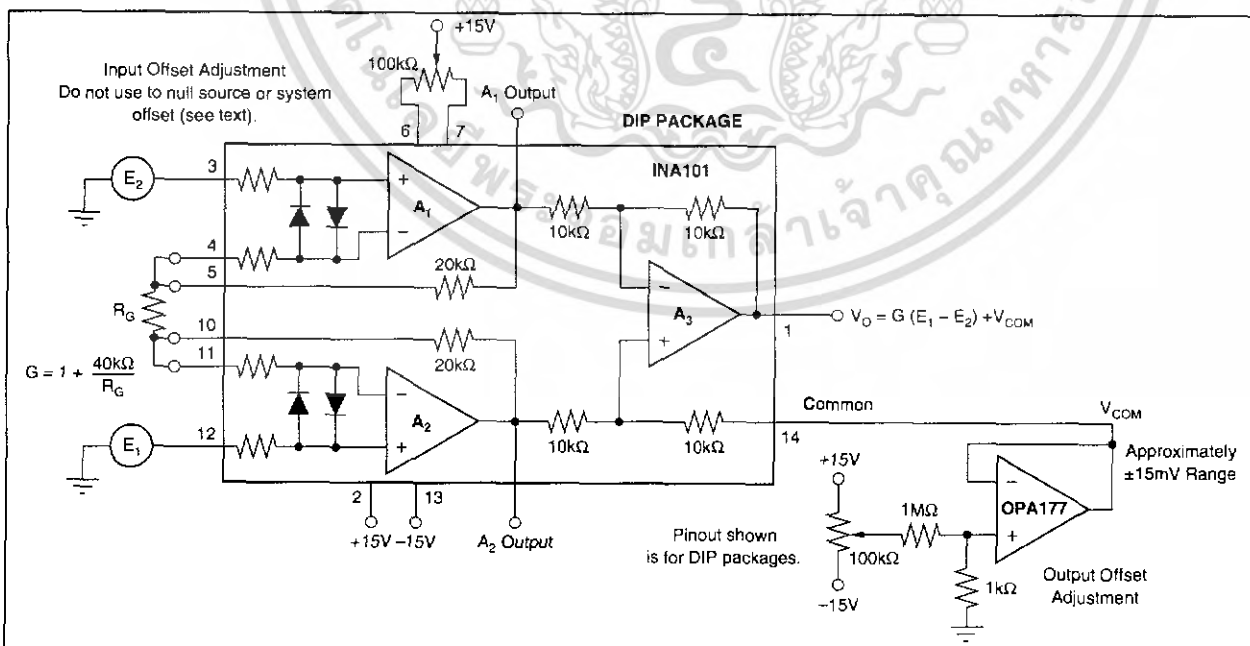 +15V
Input Offset Adjustment
Do not use to null source or system
offset (see text).
100kΩ
A₁ Output
DIP PACKAGE
6
7
INA101
3
E₂
+
A₁
−
10kΩ
10kΩ
4
5
20kΩ
R_G
−
A₃
+
1
V_O = G (E₁ − E₂) +V_COM
10
20kΩ
11
G = 1 + 40kΩ/R_G
−
A₂
+
Common
V_COM
12
E₁
10kΩ
10kΩ
14
Approximately
±15mV Range
2
13
+15V
−15V
A₂ Output
Pinout shown
is for DIP packages.
+15V
100kΩ
−15V
1MΩ
−
OPA177
+
1kΩ
Output Offset
Adjustment